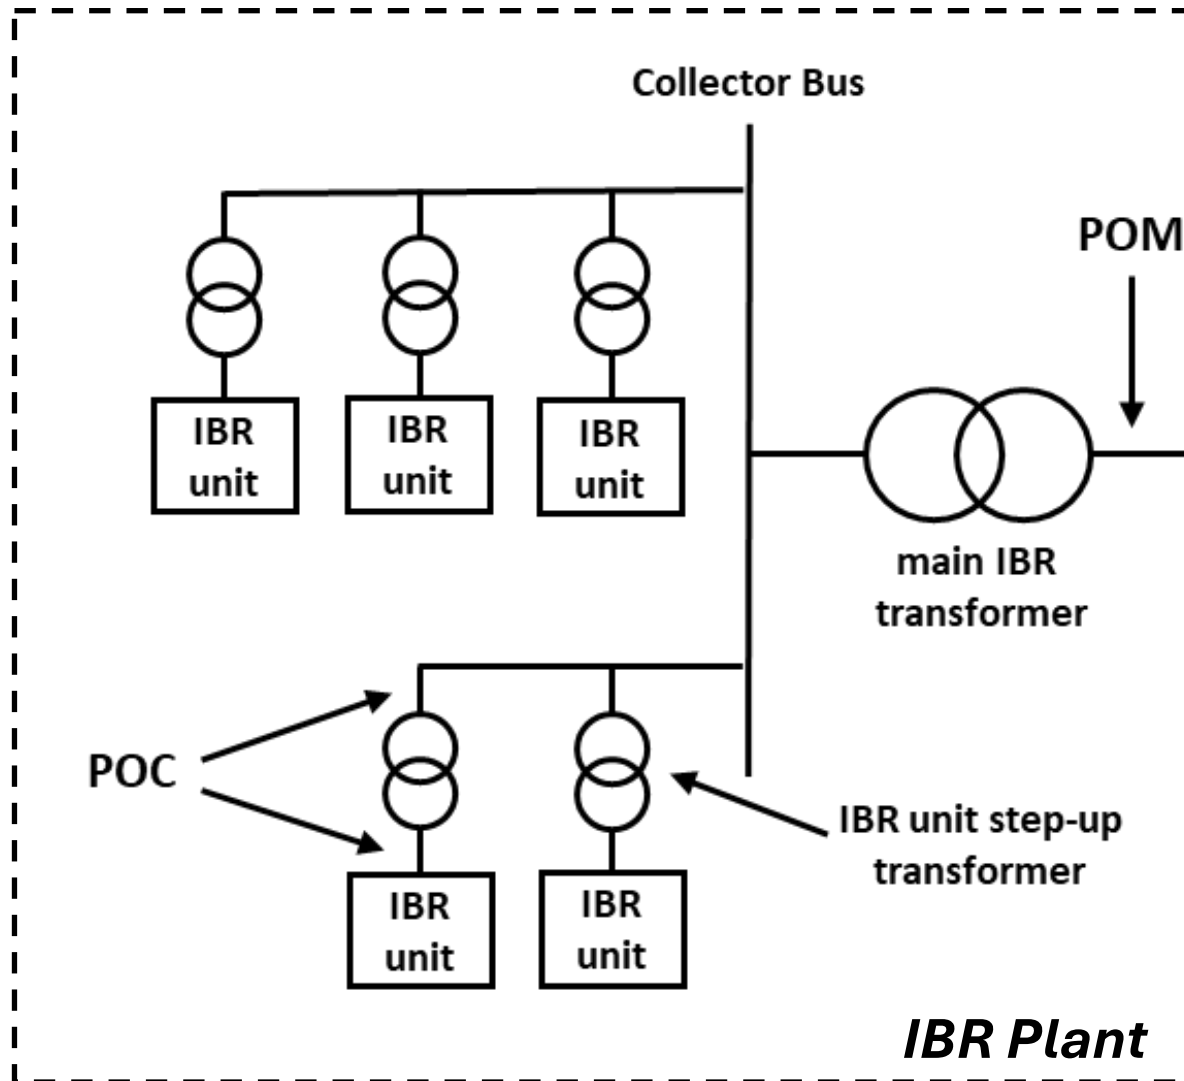 Collector Bus
POM
IBR
unit
IBR
unit
IBR
unit
main IBR
transformer
POC
IBR unit step-up
transformer
IBR
unit
IBR
unit
IBR Plant